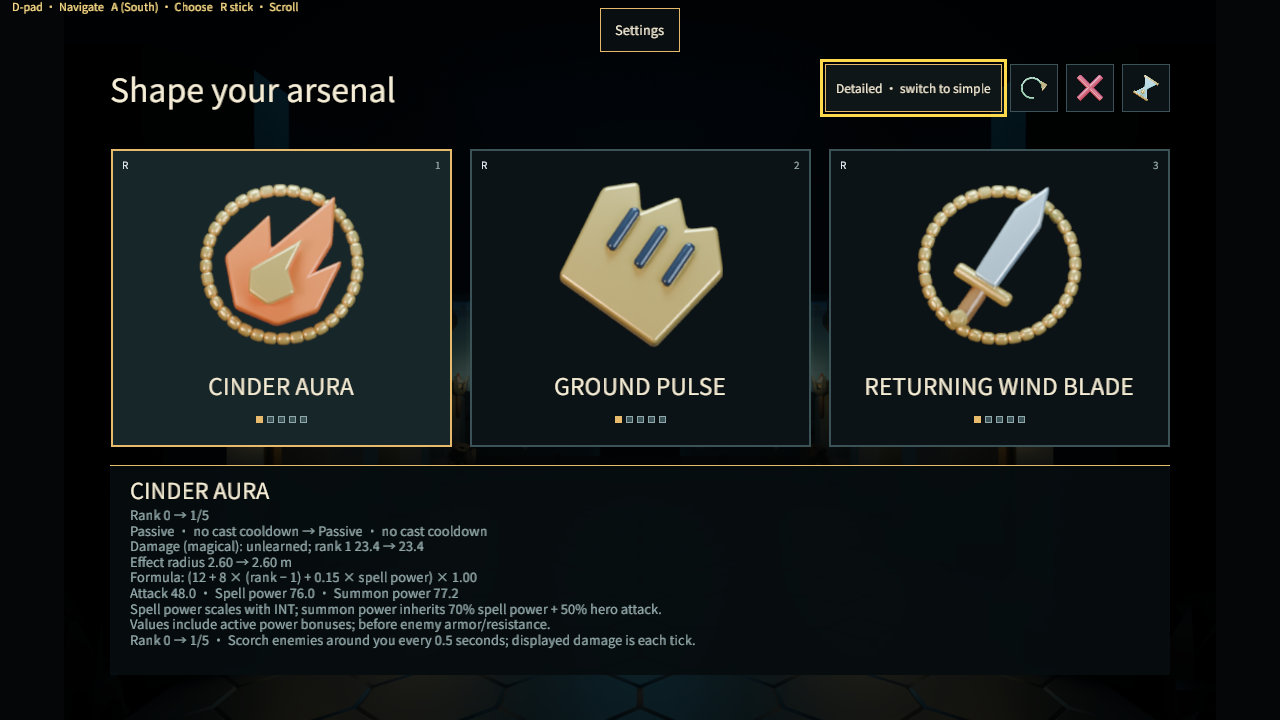 D-pad • Navigate A (South) • Choose R stick • Scroll
Settings
Shape your arsenal
Detailed • switch to simple
R 1
CINDER AURA
R 2
GROUND PULSE
R 3
RETURNING WIND BLADE
CINDER AURA
Rank 0 → 1/5
Passive • no cast cooldown → Passive • no cast cooldown
Damage (magical): unlearned; rank 1 23.4 → 23.4
Effect radius 2.60 → 2.60 m
Formula: (12 + 8 × (rank − 1) + 0.15 × spell power) × 1.00
Attack 48.0 • Spell power 76.0 • Summon power 77.2
Spell power scales with INT; summon power inherits 70% spell power + 50% hero attack.
Values include active power bonuses; before enemy armor/resistance.
Rank 0 → 1/5 • Scorch enemies around you every 0.5 seconds; displayed damage is each tick.